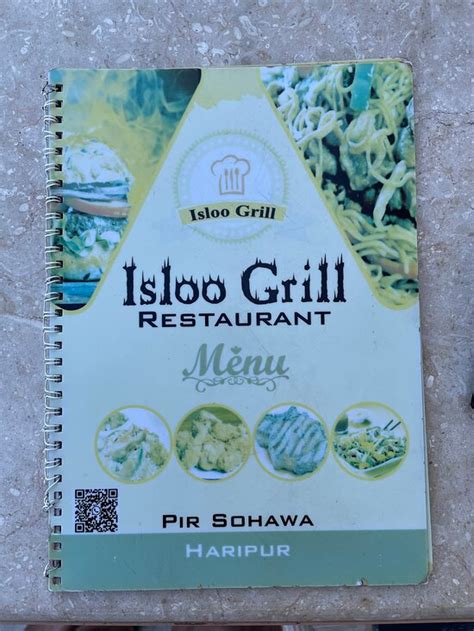 Isloo Grill
Isloo Grill
RESTAURANT
Menu
PIR SOHAWA
HARIPUR